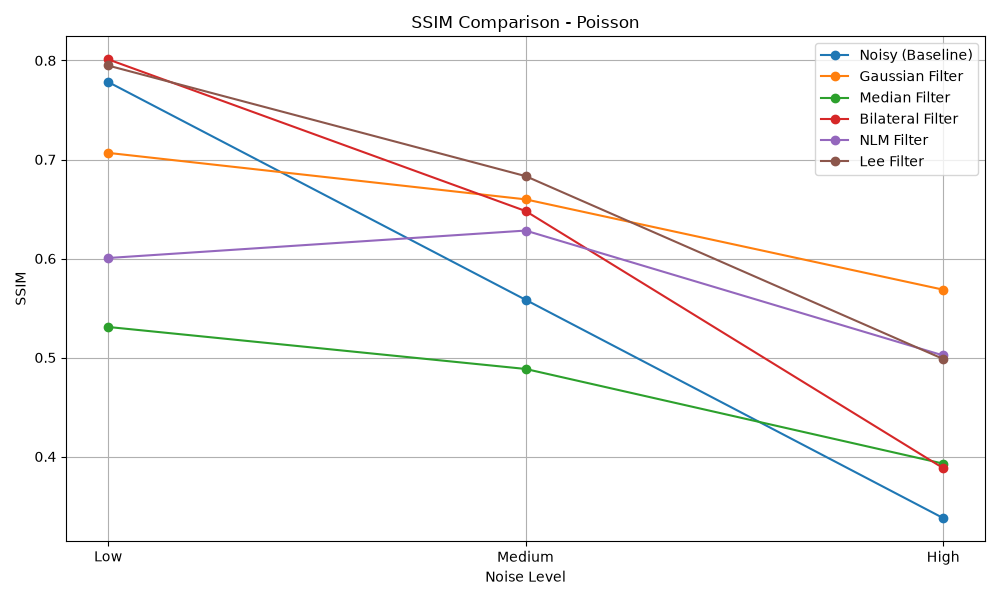 SSIM Comparison - Poisson
Noisy (Baseline)
Gaussian Filter
Median Filter
Bilateral Filter
NLM Filter
Lee Filter
0.8
0.7
0.6
0.5
0.4
SSIM
Low
Medium
High
Noise Level